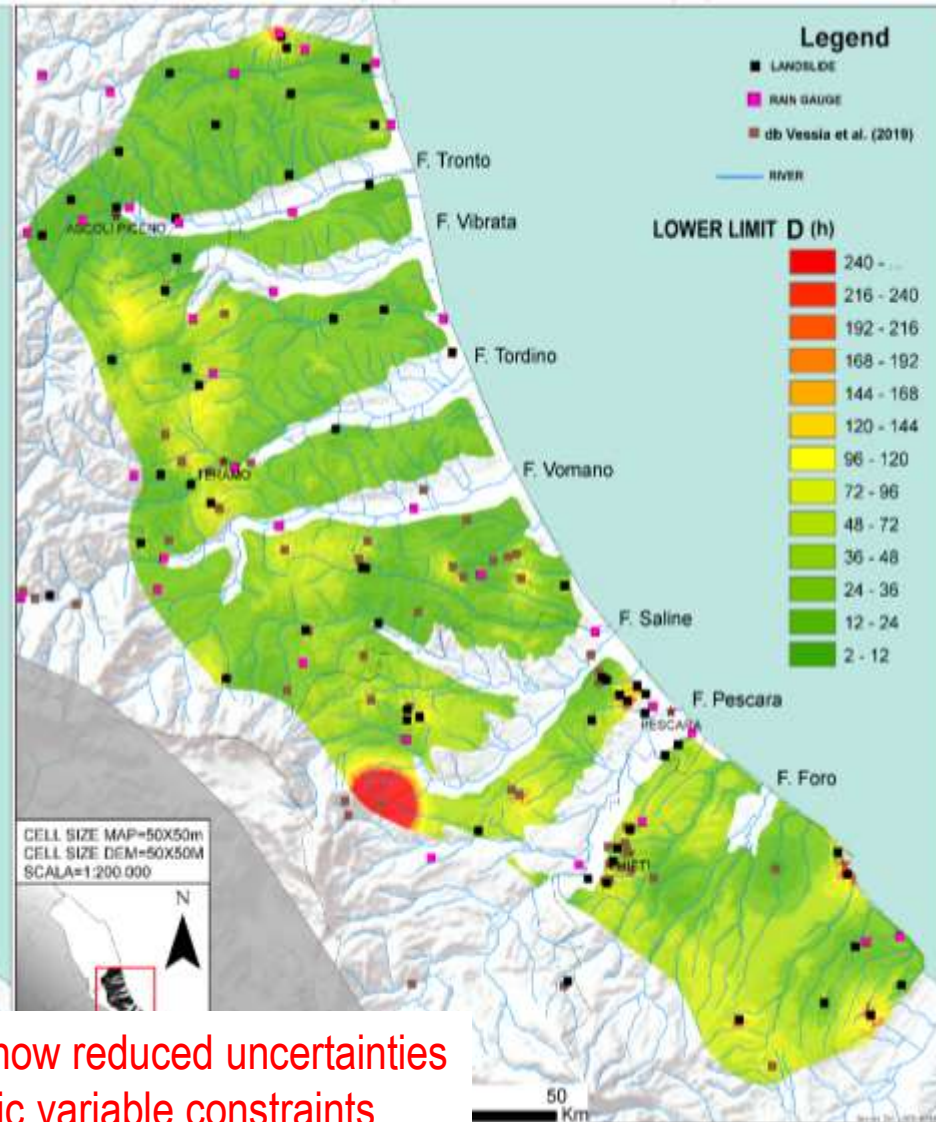 Legend
LANDSLIDE
RAIN GAUGE
db Vessia et al. (2019)
RIVER
LOWER LIMIT D (h)
240 - ...
216 - 240
192 - 216
168 - 192
144 - 168
120 - 144
96 - 120
72 - 96
48 - 72
36 - 48
24 - 36
12 - 24
2 - 12
F. Tronto
F. Vibrata
ASCOLI PICENO
F. Tordino
F. Vomano
TERAMO
F. Saline
F. Pescara
PESCARA
F. Foro
CHIETI
CELL SIZE MAP=50X50m
CELL SIZE DEM=50X50M
SCALA=1:200.000
N
now reduced uncertainties
ic variable constraints
50
Km